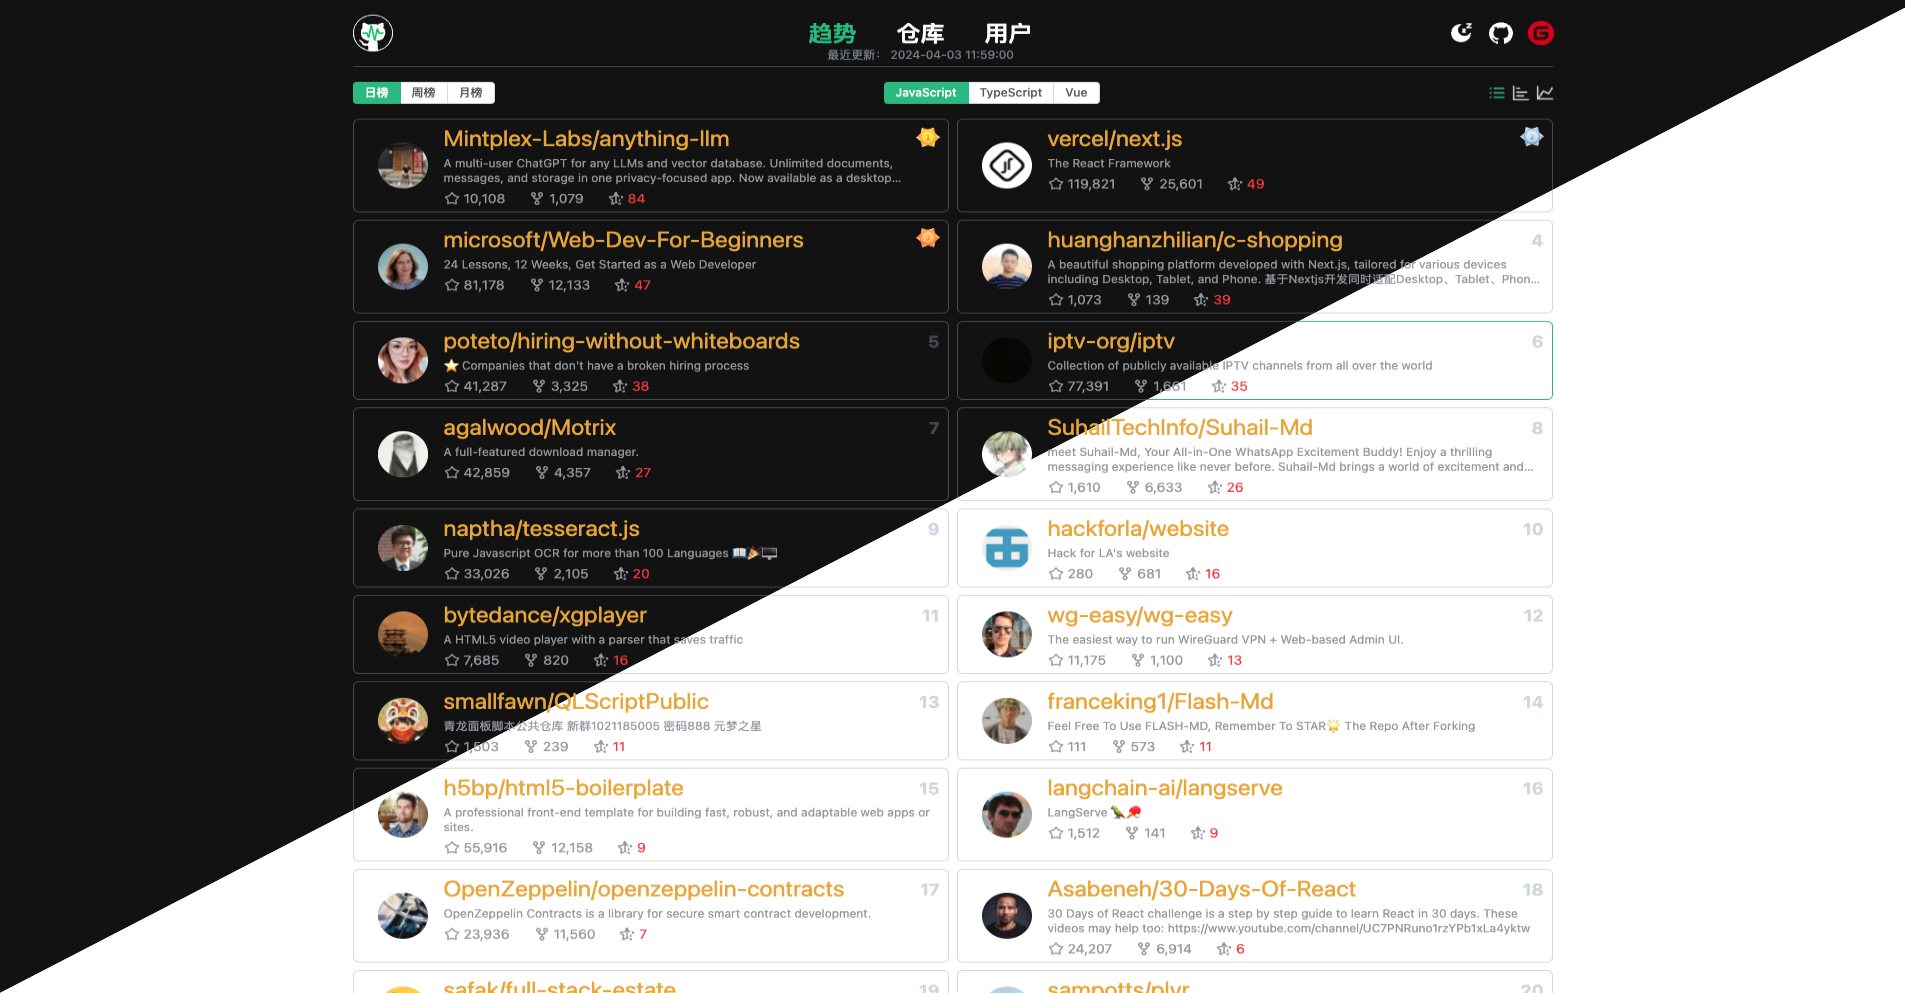 趋势 仓库 用户
最近更新： 2024-04-03 11:59:00
日榜 周榜 月榜
JavaScript TypeScript Vue
Mintplex-Labs/anything-llm
A multi-user ChatGPT for any LLMs and vector database. Unlimited documents,
messages, and storage in one privacy-focused app. Now available as a desktop...
10,108 1,079 84
vercel/next.js
The React Framework
119,821 25,601 49
microsoft/Web-Dev-For-Beginners
24 Lessons, 12 Weeks, Get Started as a Web Developer
81,178 12,133 47
huanghanzhilian/c-shopping 4
A beautiful shopping platform developed with Next.js, tailored for various devices
including Desktop, Tablet, and Phone. 基于Nextjs开发同时适配Desktop、Tablet、Phon...
1,073 139 39
poteto/hiring-without-whiteboards 5
⭐️ Companies that don't have a broken hiring process
41,287 3,325 38
iptv-org/iptv 6
Collection of publicly available IPTV channels from all over the world
77,391 1,661 35
agalwood/Motrix 7
A full-featured download manager.
42,859 4,357 27
SuhailTechInfo/Suhail-Md 8
meet Suhail-Md, Your All-in-One WhatsApp Excitement Buddy! Enjoy a thrilling
messaging experience like never before. Suhail-Md brings a world of excitement and...
1,610 6,633 26
naptha/tesseract.js 9
Pure Javascript OCR for more than 100 Languages 📖🎉🖥
33,026 2,105 20
hackforla/website 10
Hack for LA's website
280 681 16
bytedance/xgplayer 11
A HTML5 video player with a parser that saves traffic
7,685 820 16
wg-easy/wg-easy 12
The easiest way to run WireGuard VPN + Web-based Admin UI.
11,175 1,100 13
smallfawn/QLScriptPublic 13
青龙面板脚本公共仓库 新群1021185005 密码888 元梦之星
1,503 239 11
franceking1/Flash-Md 14
Feel Free To Use FLASH-MD, Remember To STAR🌟 The Repo After Forking
111 573 11
h5bp/html5-boilerplate 15
A professional front-end template for building fast, robust, and adaptable web apps or
sites.
55,916 12,158 9
langchain-ai/langserve 16
LangServe 🦜️🏓
1,512 141 9
OpenZeppelin/openzeppelin-contracts 17
OpenZeppelin Contracts is a library for secure smart contract development.
23,936 11,560 7
Asabeneh/30-Days-Of-React 18
30 Days of React challenge is a step by step guide to learn React in 30 days. These
videos may help too: https://www.youtube.com/channel/UC7PNRuno1rzYPb1xLa4yktw
24,207 6,914 6
safak/full-stack-estate 19
sampotts/plyr 20